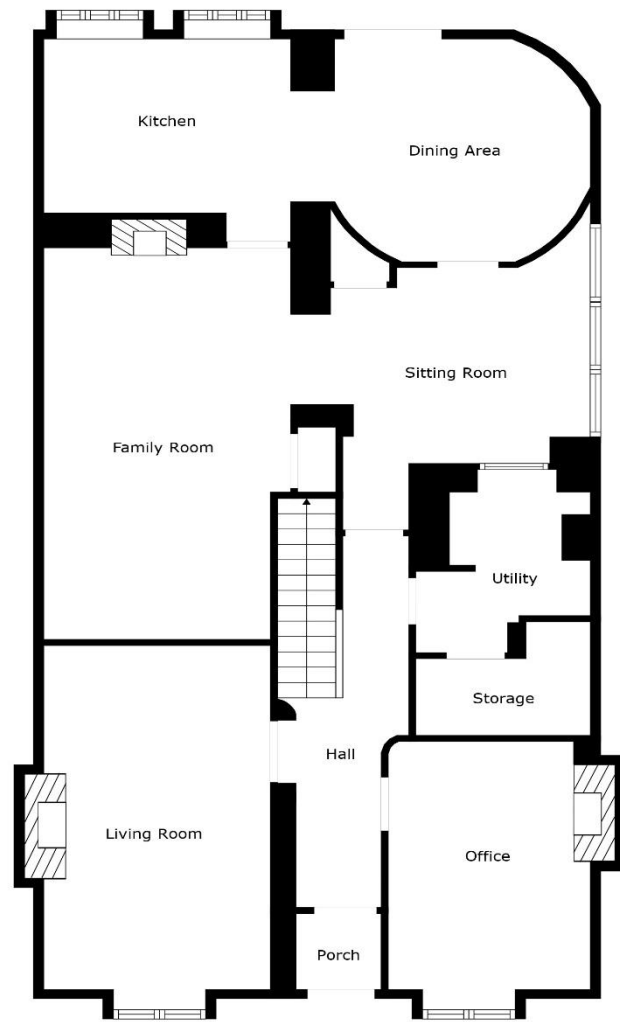 Kitchen
Dining Area
Sitting Room
Family Room
Utility
Storage
Hall
Living Room
Office
Porch